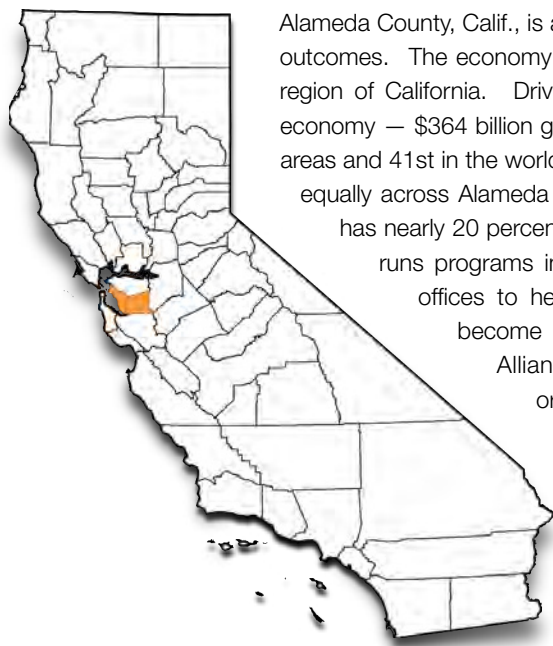 Alameda County, Calif., is a
outcomes. The economy
region of California. Driv
economy — $364 billion g
areas and 41st in the world
equally across Alameda
has nearly 20 percen
runs programs in
offices to he
become
Allian
or